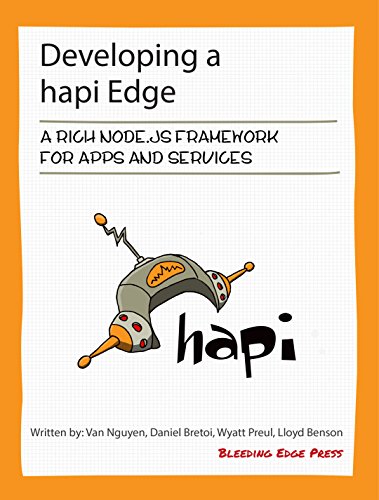 Developing a
hapi Edge
A RICH NODE.JS FRAMEWORK
FOR APPS AND SERVICES
hapi
Written by: Van Nguyen, Daniel Bretoi, Wyatt Preul, Lloyd Benson
BLEEDING EDGE PRESS